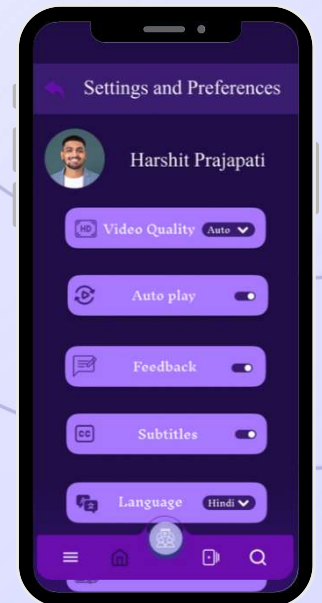 Settings and Preferences
Harshit Prajapati
HD Video Quality Auto
Auto play
Feedback
CC Subtitles
Language Hindi